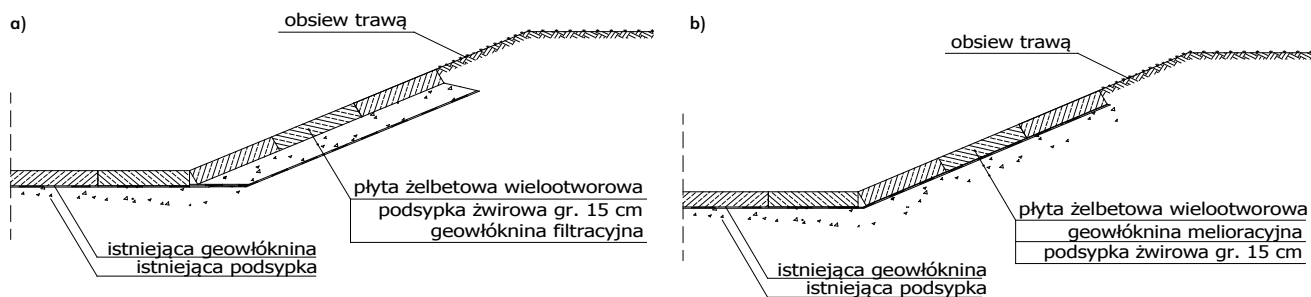 a)
obsiew trawą
płyta żelbetowa wielootworowa
podsypka żwirowa gr. 15 cm
geowłóknina filtracyjna
istniejąca geowłóknina
istniejąca podsypka
b)
obsiew trawą
płyta żelbetowa wielootworowa
geowłóknina melioracyjna
podsypka żwirowa gr. 15 cm
istniejąca geowłóknina
istniejąca podsypka